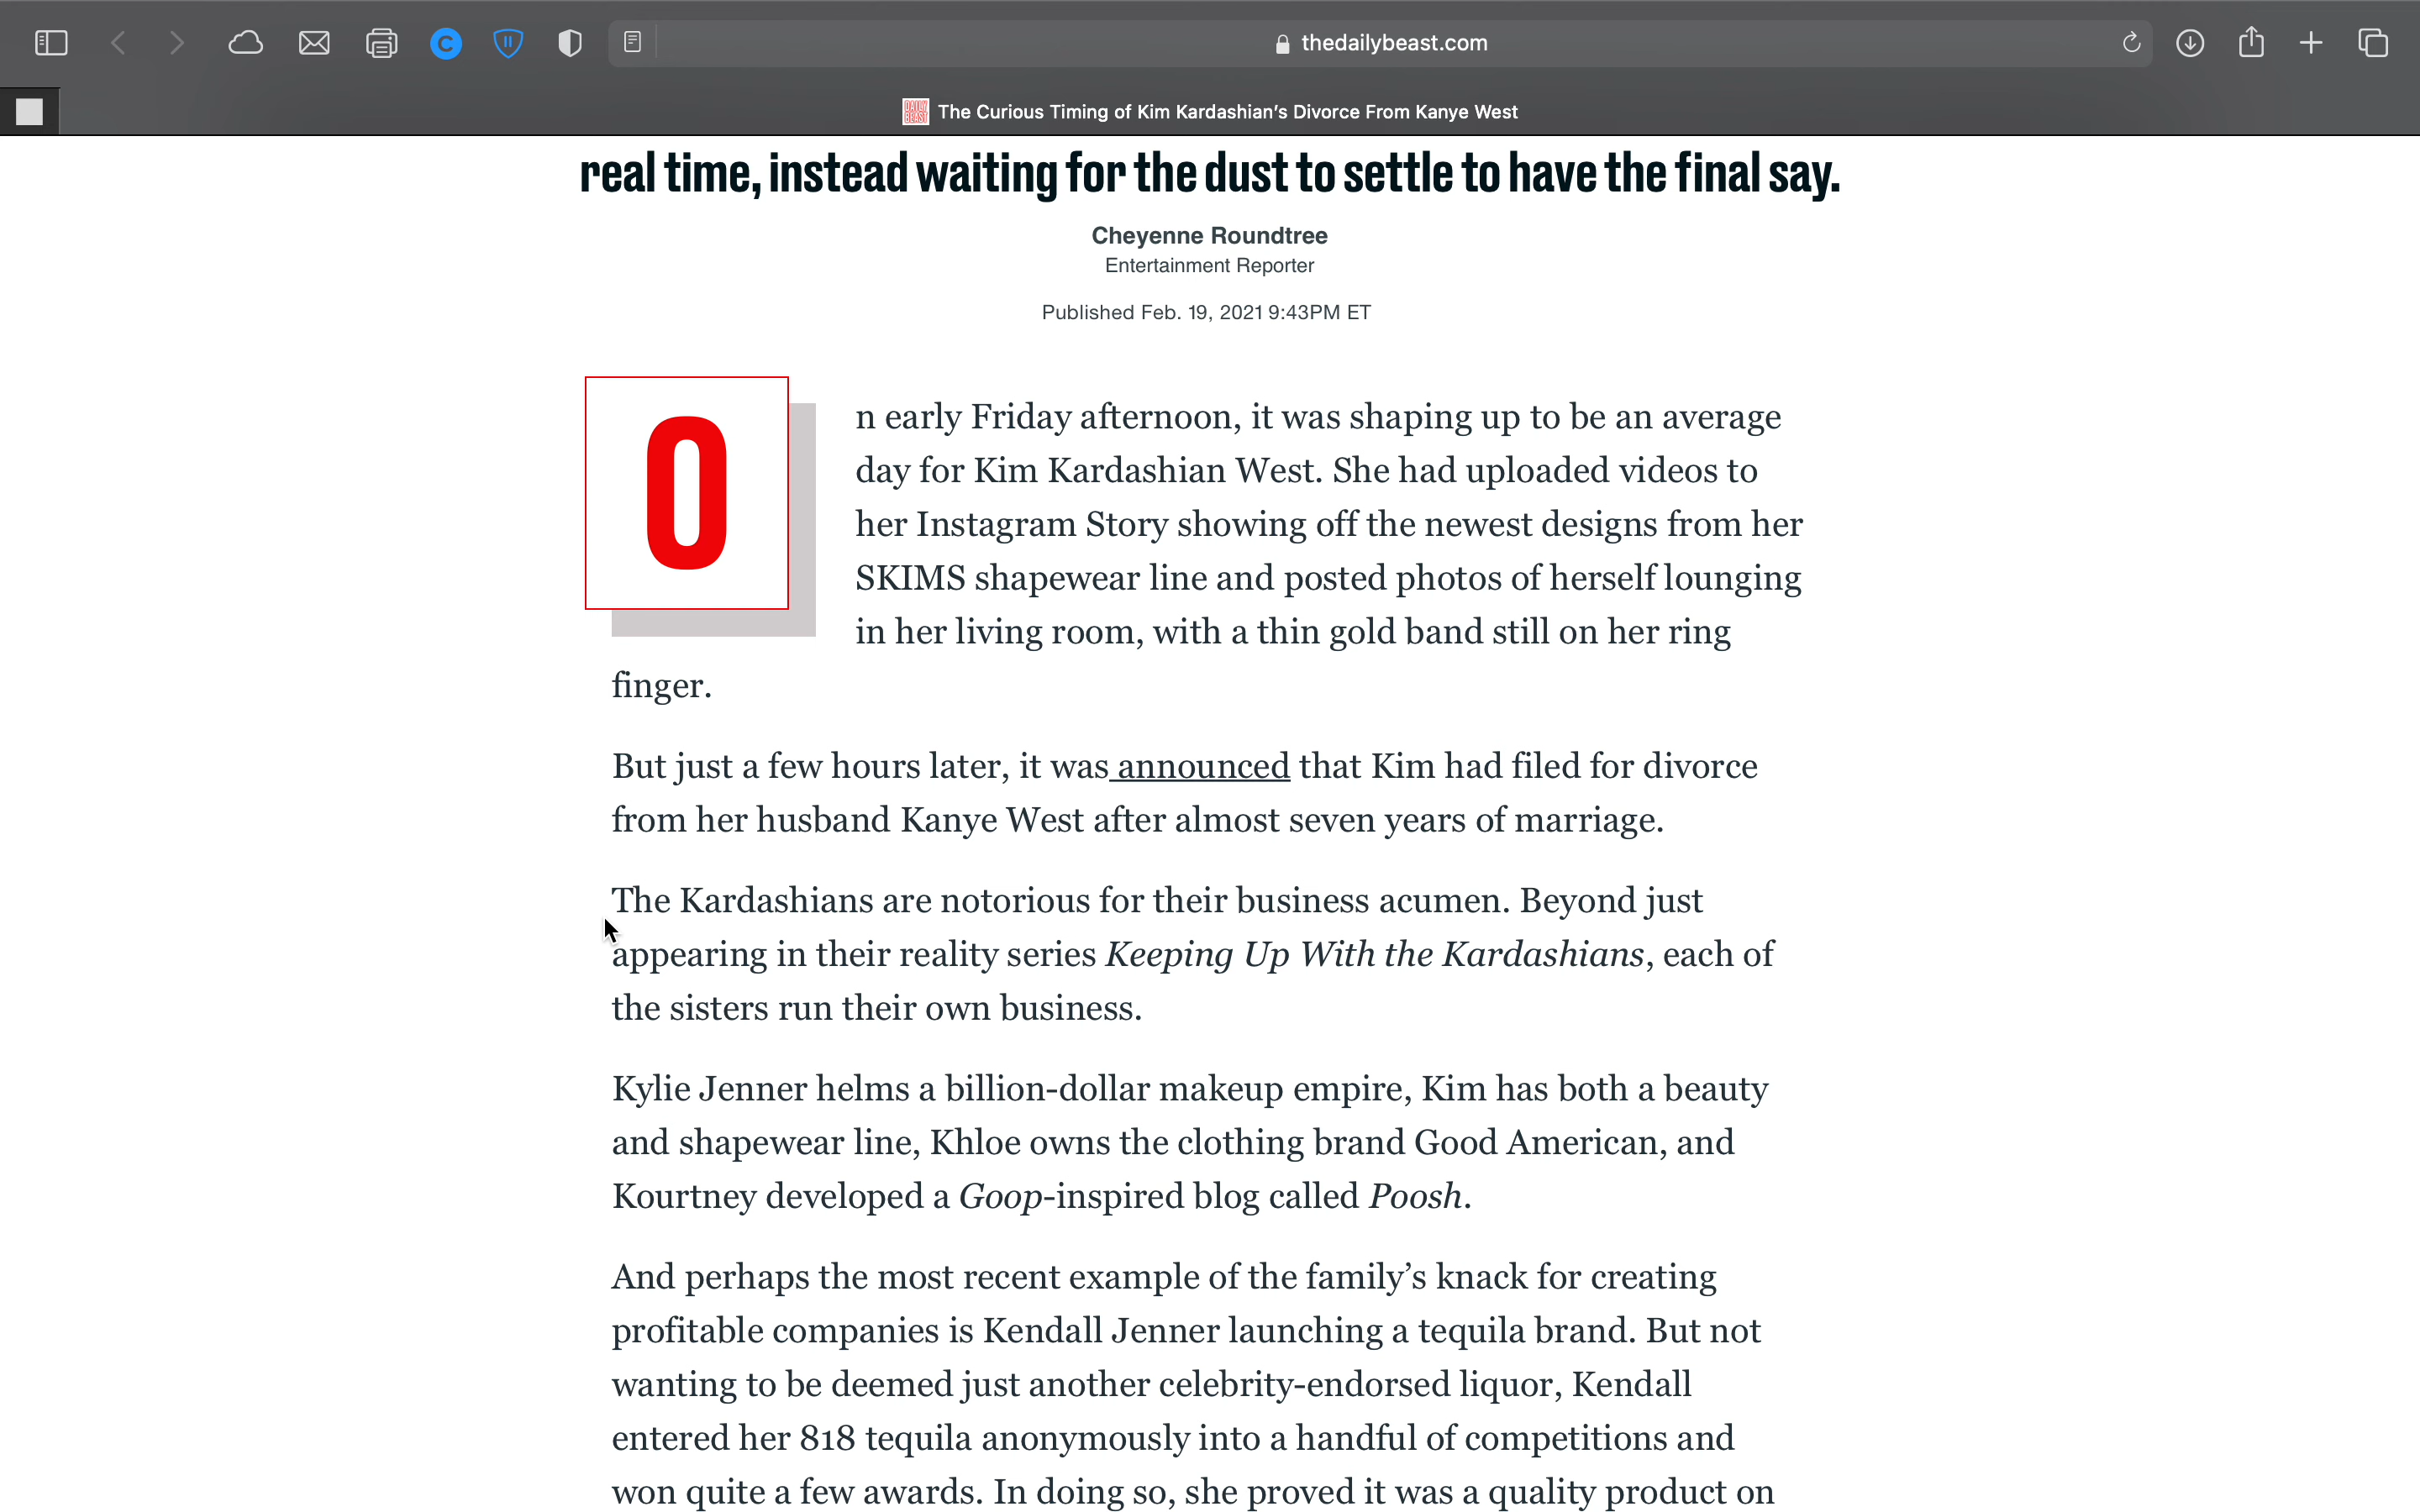 thedailybeast.com
The Curious Timing of Kim Kardashian's Divorce From Kanye West
real time, instead waiting for the dust to settle to have the final say.
Cheyenne Roundtree
Entertainment Reporter
Published Feb. 19, 2021 9:43PM ET
On early Friday afternoon, it was shaping up to be an average
day for Kim Kardashian West. She had uploaded videos to
her Instagram Story showing off the newest designs from her
SKIMS shapewear line and posted photos of herself lounging
in her living room, with a thin gold band still on her ring
finger.
But just a few hours later, it was announced that Kim had filed for divorce
from her husband Kanye West after almost seven years of marriage.
The Kardashians are notorious for their business acumen. Beyond just
appearing in their reality series Keeping Up With the Kardashians, each of
the sisters run their own business.
Kylie Jenner helms a billion-dollar makeup empire, Kim has both a beauty
and shapewear line, Khloe owns the clothing brand Good American, and
Kourtney developed a Goop-inspired blog called Poosh.
And perhaps the most recent example of the family's knack for creating
profitable companies is Kendall Jenner launching a tequila brand. But not
wanting to be deemed just another celebrity-endorsed liquor, Kendall
entered her 818 tequila anonymously into a handful of competitions and
won quite a few awards. In doing so, she proved it was a quality product on